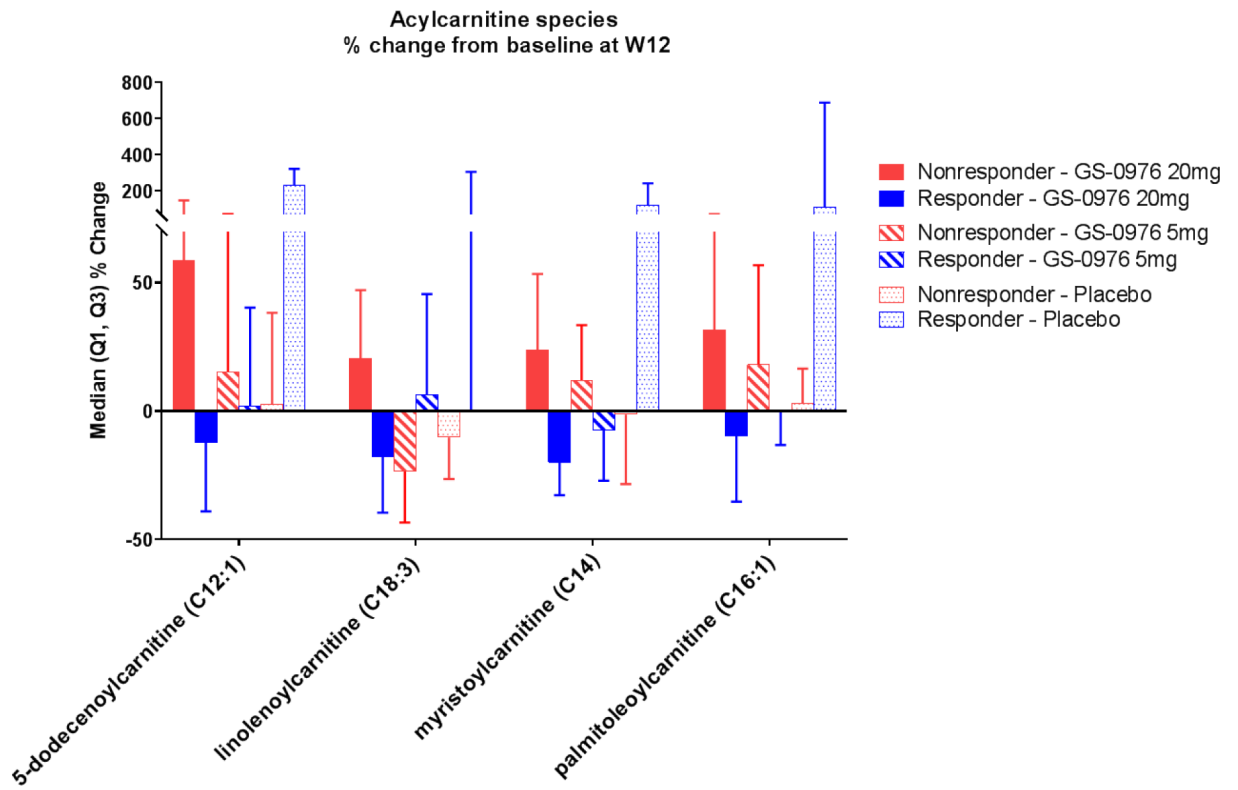 Acylcarnitine species
% change from baseline at W12
Median (Q1, Q3) % Change
800
600
400
200
50
0
-50
5-dodecenoylcarnitine (C12:1)
linolenoylcarnitine (C18:3)
myristoylcarnitine (C14)
palmitoleoylcarnitine (C16:1)
Nonresponder - GS-0976 20mg
Responder - GS-0976 20mg
Nonresponder - GS-0976 5mg
Responder - GS-0976 5mg
Nonresponder - Placebo
Responder - Placebo